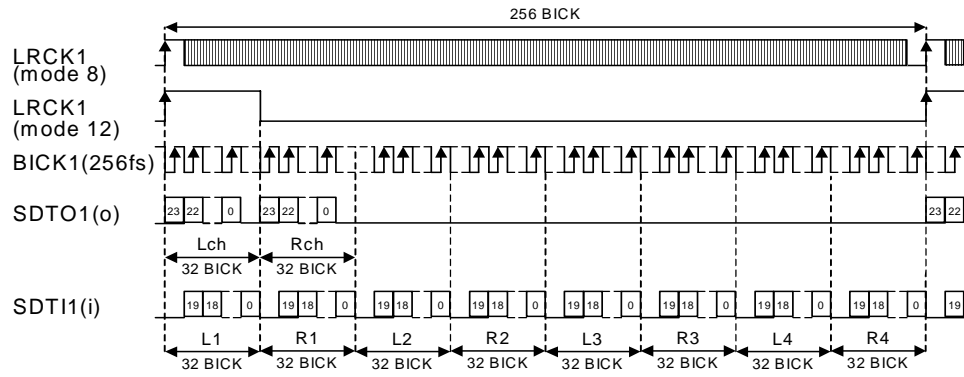 256 BICK
LRCK1
(mode 8)
LRCK1
(mode 12)
BICK1(256fs)
SDTO1(o) 23 22 0 23 22 0 23 22
Lch Rch
32 BICK 32 BICK
SDTI1(i) 19 18 0 19 18 0 19 18 0 19 18 0 19 18 0 19 18 0 19 18 0 19 18 0 19
L1 R1 L2 R2 L3 R3 L4 R4
32 BICK 32 BICK 32 BICK 32 BICK 32 BICK 32 BICK 32 BICK 32 BICK